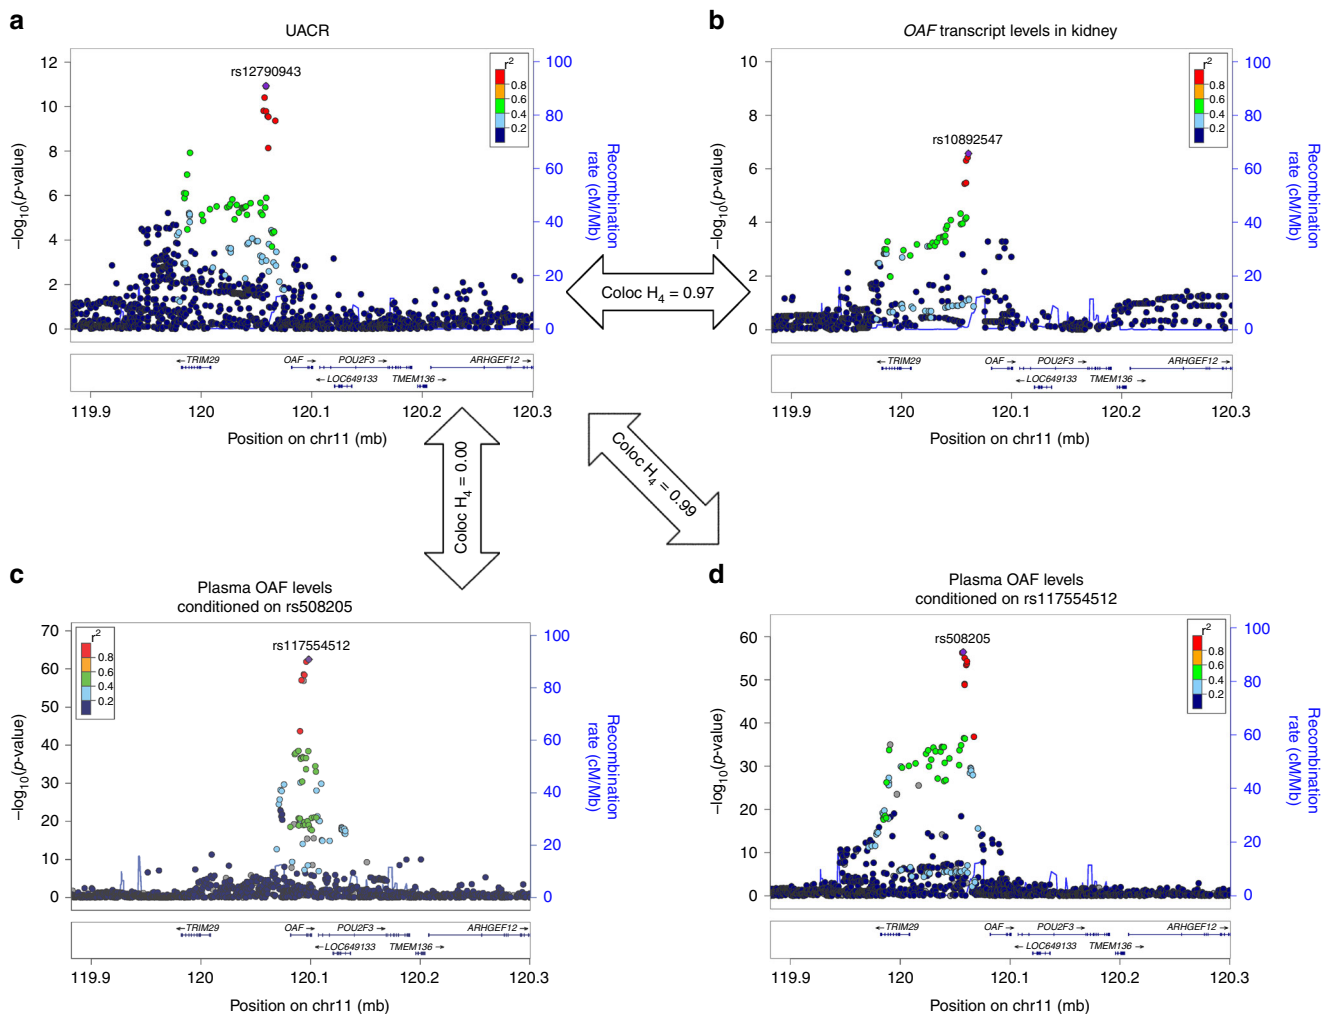 a
UACR
rs12790943
r2
0.8
0.6
0.4
0.2
12
10
8
6
4
2
0
–log10(p-value)
100
80
60
40
20
0
Recombination
rate (cM/Mb)
TRIM29
OAF
POU2F3
ARHGEF12
LOC649133
TMEM136
119.9
120
120.1
120.2
120.3
Position on chr11 (mb)
b
OAF transcript levels in kidney
rs10892547
r2
0.8
0.6
0.4
0.2
10
8
6
4
2
0
–log10(p-value)
100
80
60
40
20
0
Recombination
rate (cM/Mb)
TRIM29
OAF
POU2F3
ARHGEF12
LOC649133
TMEM136
119.9
120
120.1
120.2
120.3
Position on chr11 (mb)
Coloc H4 = 0.97
Coloc H4 = 0.00
Coloc H4 = 0.99
c
Plasma OAF levels
conditioned on rs508205
rs117554512
r2
0.8
0.6
0.4
0.2
70
60
50
40
30
20
10
0
–log10(p-value)
100
80
60
40
20
0
Recombination
rate (cM/Mb)
TRIM29
OAF
POU2F3
ARHGEF12
LOC649133
TMEM136
119.9
120
120.1
120.2
120.3
Position on chr11 (mb)
d
Plasma OAF levels
conditioned on rs117554512
rs508205
r2
0.8
0.6
0.4
0.2
60
50
40
30
20
10
0
–log10(p-value)
100
80
60
40
20
0
Recombination
rate (cM/Mb)
TRIM29
OAF
POU2F3
ARHGEF12
LOC649133
TMEM136
119.9
120
120.1
120.2
120.3
Position on chr11 (mb)